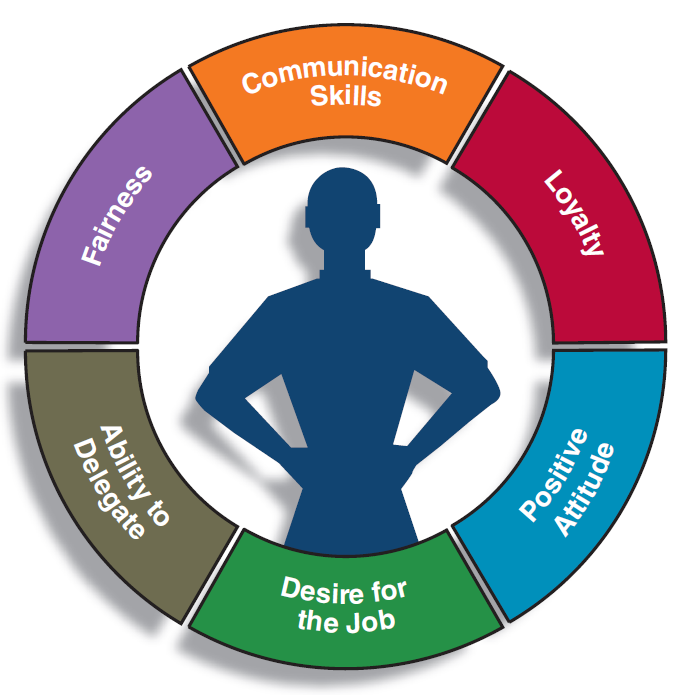 Communication
Skills
Loyalty
Positive
Attitude
Desire for
the Job
Ability to
Delegate
Fairness